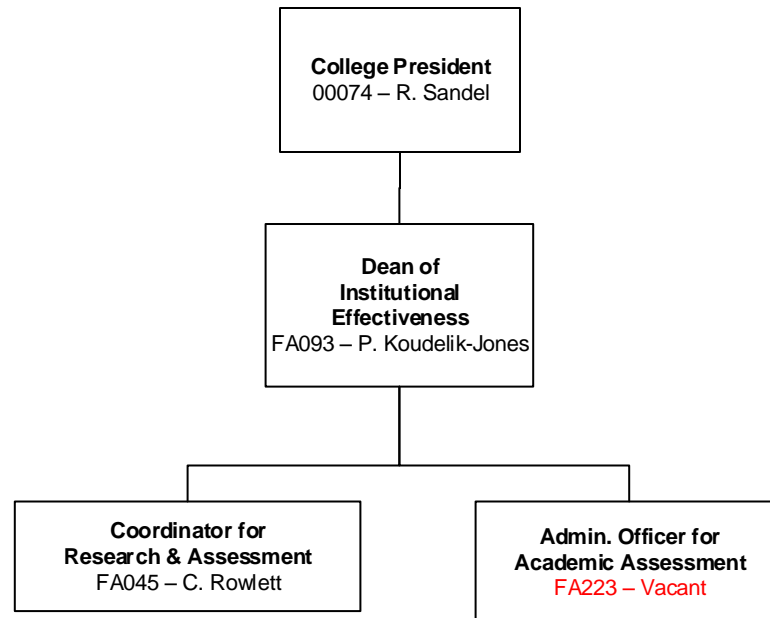 College President
00074 – R. Sandel
Dean of
Institutional
Effectiveness
FA093 – P. Koudelik-Jones
Coordinator for
Research & Assessment
FA045 – C. Rowlett
Admin. Officer for
Academic Assessment
FA223 – Vacant